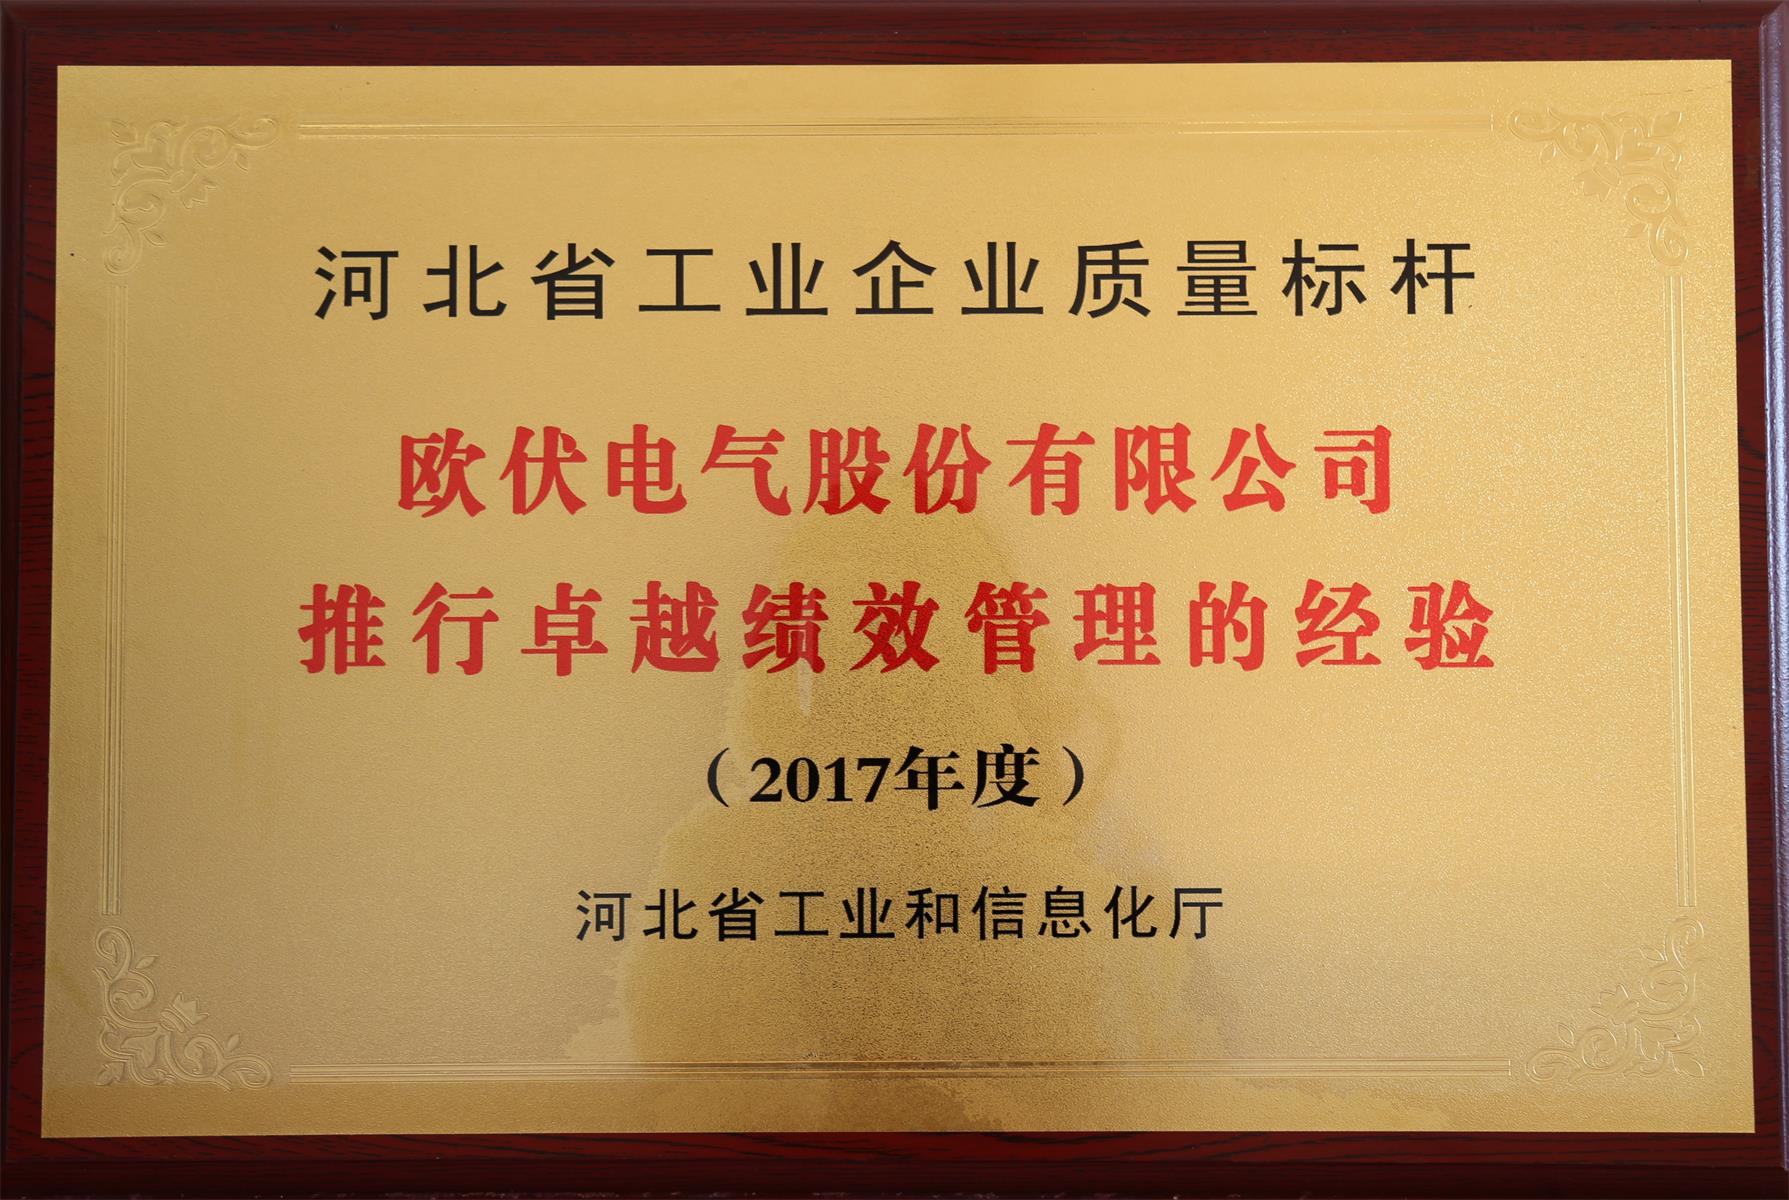 河北省工业企业质量标杆
欧伏电气股份有限公司
推行卓越绩效管理的经验
（2017年度）
河北省工业和信息化厅